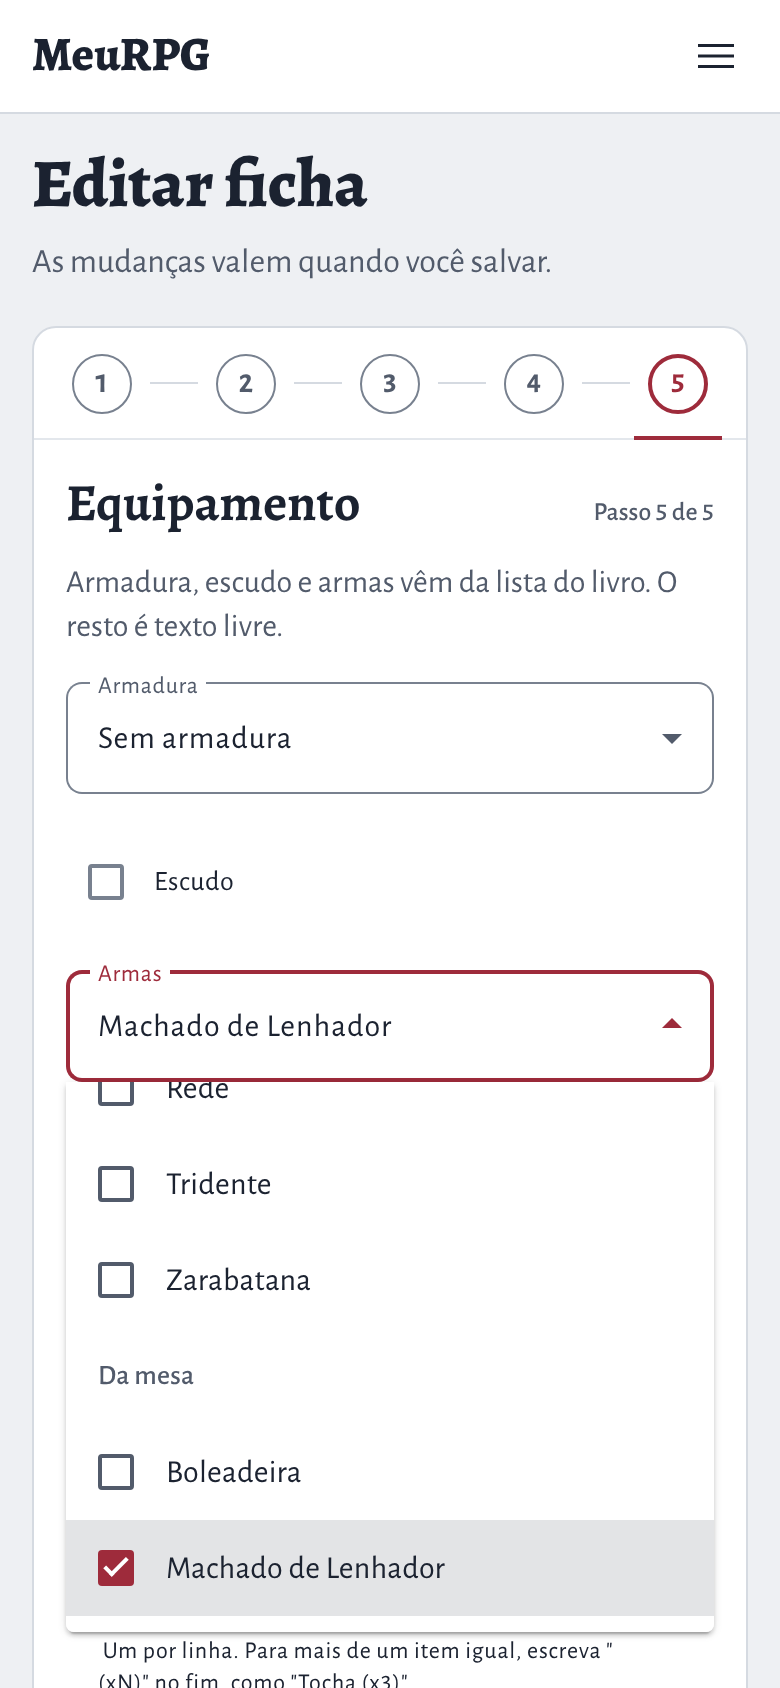 MeuRPG
Editar ficha
As mudanças valem quando você salvar.
1 2 3 4 5
Equipamento
Passo 5 de 5
Armadura, escudo e armas vêm da lista do livro. O
resto é texto livre.
Armadura
Sem armadura
Escudo
Armas
Machado de Lenhador
Rede
Tridente
Zarabatana
Da mesa
Boleadeira
Machado de Lenhador
Um por linha. Para mais de um item igual, escreva "
(xN)" no fim, como "Tocha (x3)"